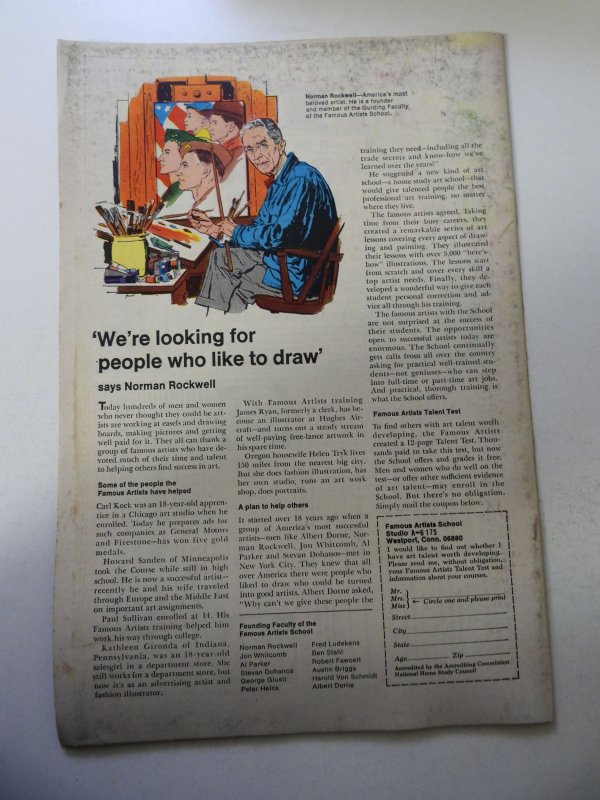 Norman Rockwell—America's most
beloved artist. He is a founder
and member of the Guiding Faculty
of the Famous Artists School.
'We're looking for
people who like to draw'
says Norman Rockwell
Today hundreds of men and women
who never thought they could be art-
ists are working at easels and drawing
boards, making pictures and getting
well paid for it. They all can thank a
group of famous artists who have de-
voted much of their time and talent
to helping others find success in art.
Some of the people the
Famous Artists have helped
Carl Kock was an 18-year-old appren-
tice in a Chicago art studio when he
enrolled. Today he prepares ads for
such companies as General Motors
and Firestone—has won five gold
medals.
Howard Sanden of Minneapolis
took the Course while still in high
school. He is now a successful artist—
recently he and his wife traveled
through Europe and the Middle East
on important art assignments.
Paul Sullivan enrolled at 14. His
Famous Artists training helped him
work his way through college.
Kathleen Gironda of Indiana,
Pennsylvania, was an 18-year-old
salesgirl in a department store. She
still works for a department store, but
now it's as an advertising artist and
fashion illustrator.
With Famous Artists training
James Ryan, formerly a clerk, has be-
come an illustrator at Hughes Air-
craft—and turns out a steady stream
of well-paying free-lance artwork in
his spare time.
Oregon housewife Helen Trik lives
150 miles from the nearest big city.
But she does fashion illustration, has
her own studio, runs an art work
shop, does portraits.
A plan to help others
It started over 18 years ago when a
group of America's most successful
artists—men like Albert Dorne, Nor-
man Rockwell, Jon Whitcomb, Al
Parker and Stevan Dohanos—met in
New York City. They knew that all
over America there were people who
liked to draw who could be turned
into good artists. Albert Dorne asked,
"Why can't we give these people the
Founding Faculty of the
Famous Artists School
Norman Rockwell
Jon Whitcomb
Al Parker
Stevan Dohanos
George Giusti
Peter Helck
Fred Ludekens
Ben Stahl
Robert Fawcett
Austin Briggs
Harold Von Schmidt
Albert Dorne
training they need—including all the
trade secrets and know-how we've
learned over the years?"
He suggested a new kind of art
school—a home study art school—that
would give talented people the best
professional art training, no matter
where they live.
The famous artists agreed. Taking
time from their busy careers, they
created a remarkable series of art
lessons covering every aspect of draw-
ing and painting. They illustrated
their lessons with over 5,000 "here's-
how" illustrations. The lessons start
from scratch and cover every skill a
top artist needs. Finally, they de-
veloped a wonderful way to give each
student personal correction and ad-
vice all through his training.
The famous artists with the School
are not surprised at the success of
their students. The opportunities
open to successful artists today are
enormous. The School continually
gets calls from all over the country
asking for practical well-trained stu-
dents—not geniuses—who can step
into full-time or part-time art jobs.
And practical, thorough training is
what the School offers.
Famous Artists Talent Test
To find others with art talent worth
developing, the Famous Artists
created a 12-page Talent Test. Thou-
sands paid to take this test, but now
the School offers and grades it free.
Men and women who do well on the
test—or offer other sufficient evidence
of art talent—may enroll in the
School. But there's no obligation.
Simply mail the coupon below.
Famous Artists School
Westport, Conn. 06880
I would like to find out whether I
have art talent worth developing.
Please send me, without obligation,
your Famous Artists Talent Test and
information about your courses.
Mr.
Mrs. ← Circle one and please print
Miss
Street
City
State
Age Zip
Accredited by the Accrediting Commission
National Home Study Council